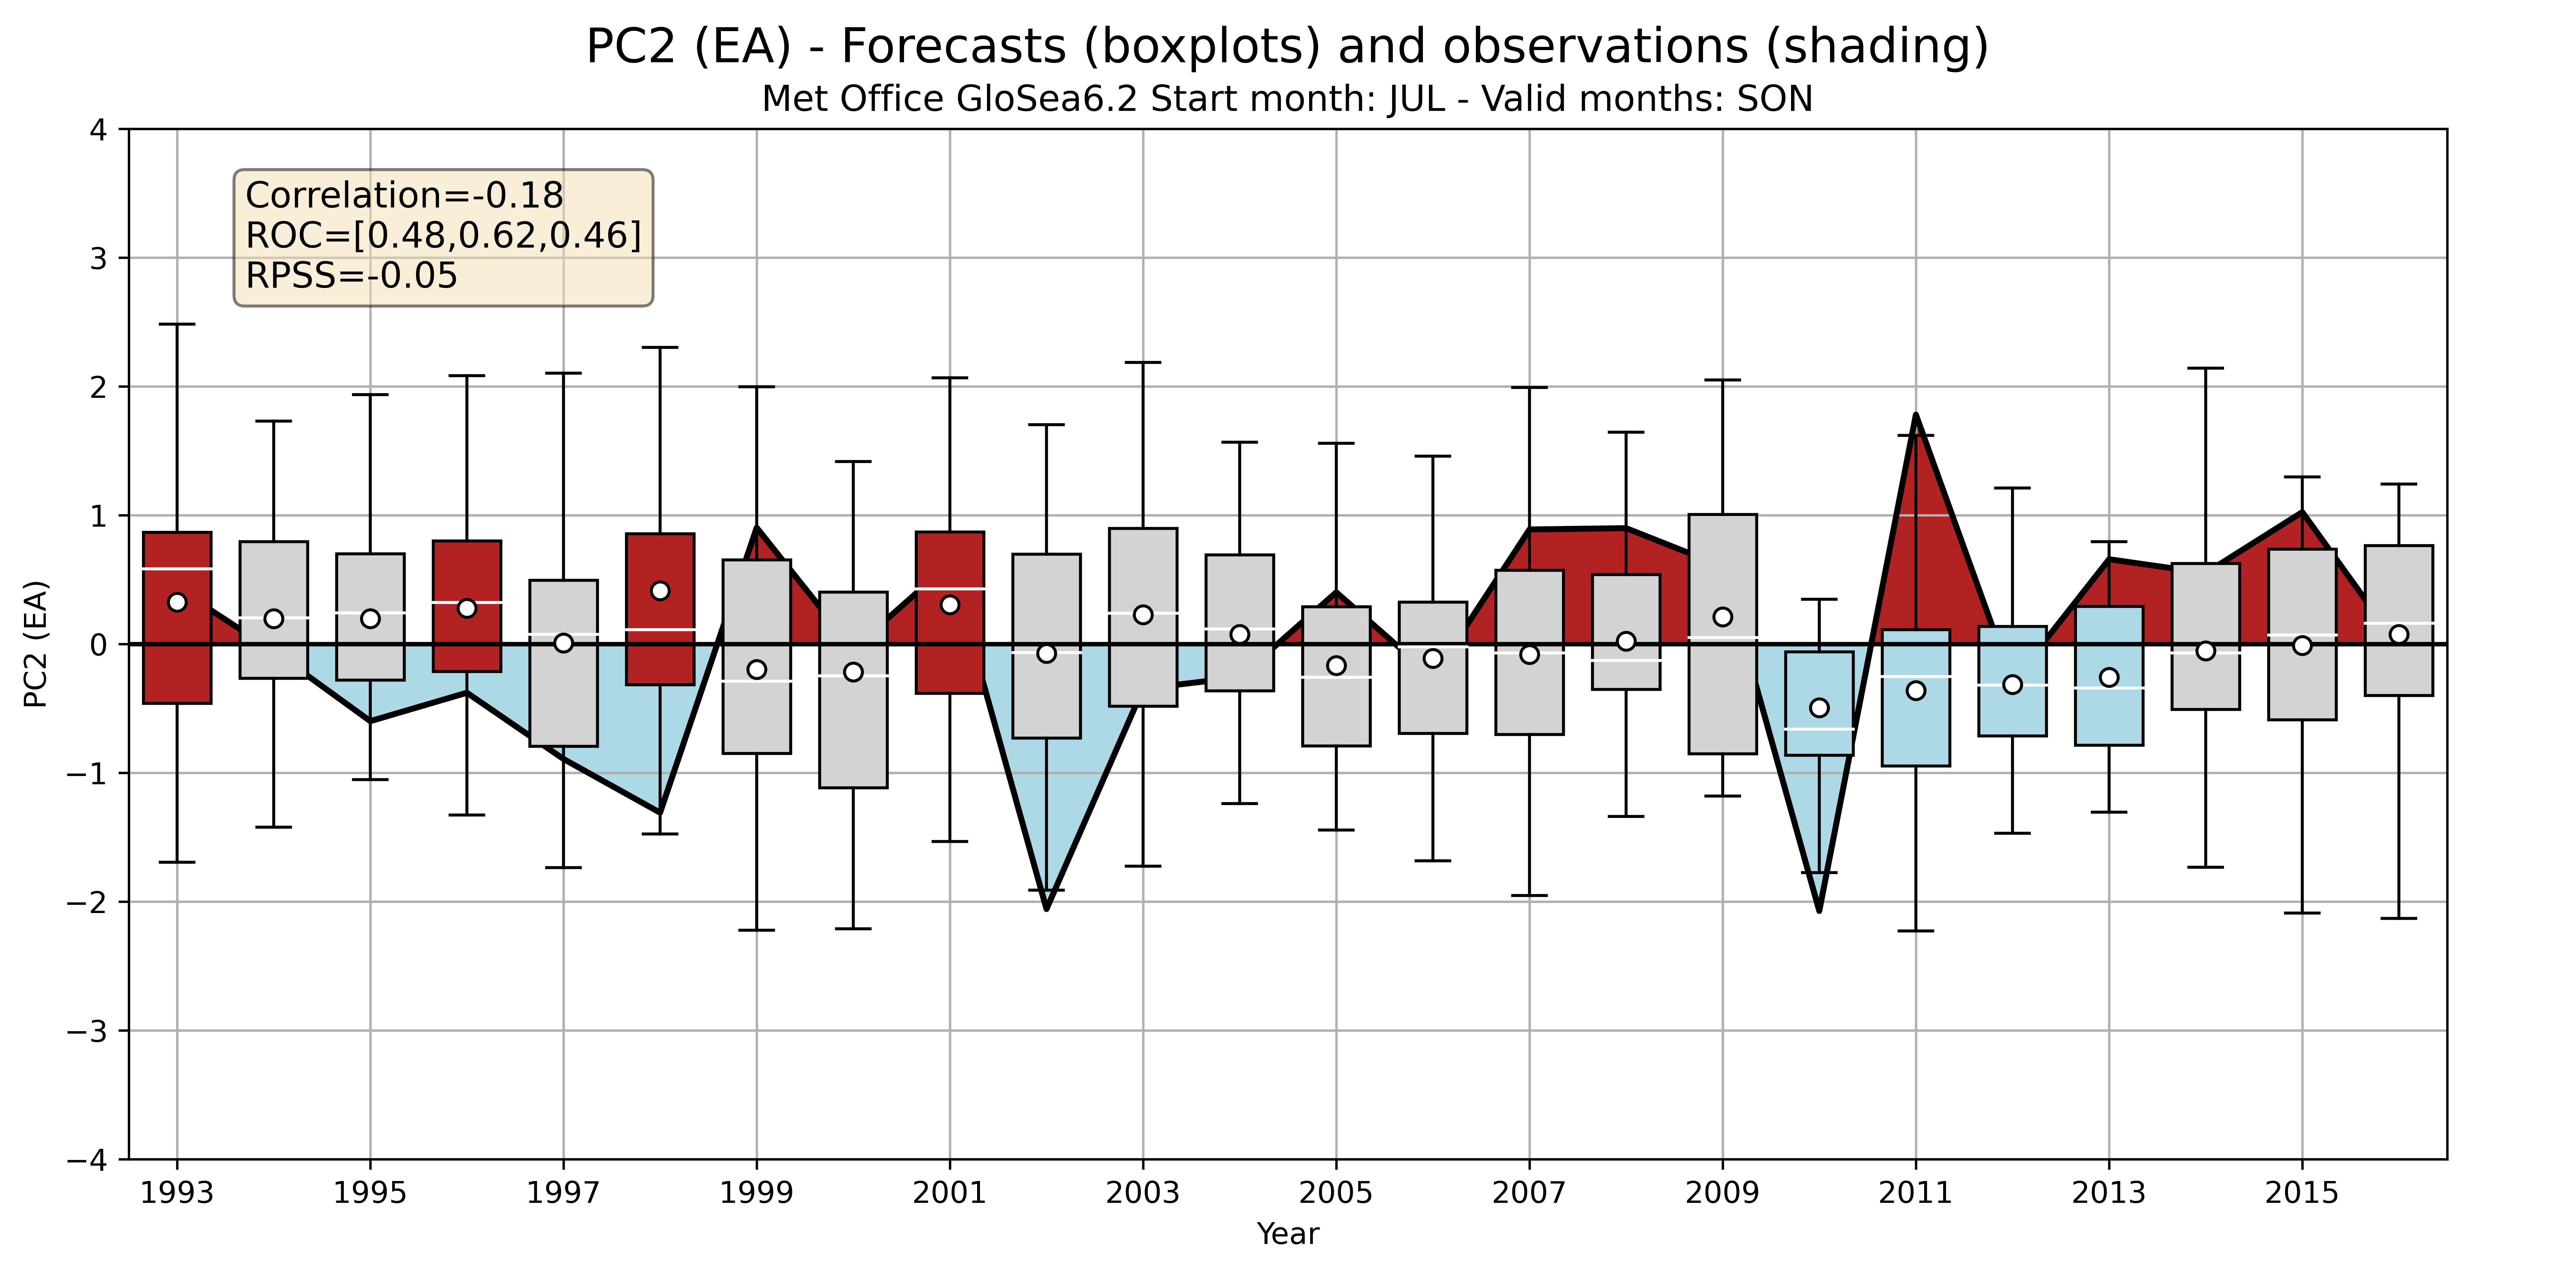 PC2 (EA) - Forecasts (boxplots) and observations (shading)
Met Office GloSea6.2 Start month: JUL - Valid months: SON
Correlation=-0.18
ROC=[0.48,0.62,0.46]
RPSS=-0.05
PC2 (EA)
4
3
2
1
0
−1
−2
−3
−4
1993 1995 1997 1999 2001 2003 2005 2007 2009 2011 2013 2015
Year